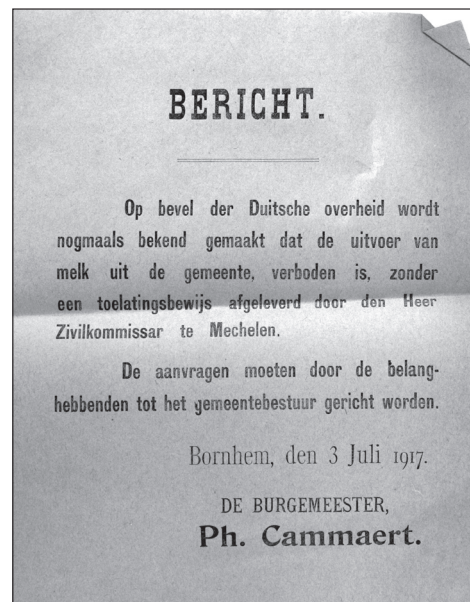 BERICHT.
Op bevel der Duitsche overheid wordt
nogmaals bekend gemaakt dat de uitvoer van
melk uit de gemeente, verboden is, zonder
een toelatingsbewijs afgeleverd door den Heer
Zivilkommissar te Mechelen.
De aanvragen moeten door de belang-
hebbenden tot het gemeentebestuur gericht worden.
Bornhem, den 3 Juli 1917.
DE BURGEMEESTER,
Ph. Cammaert.